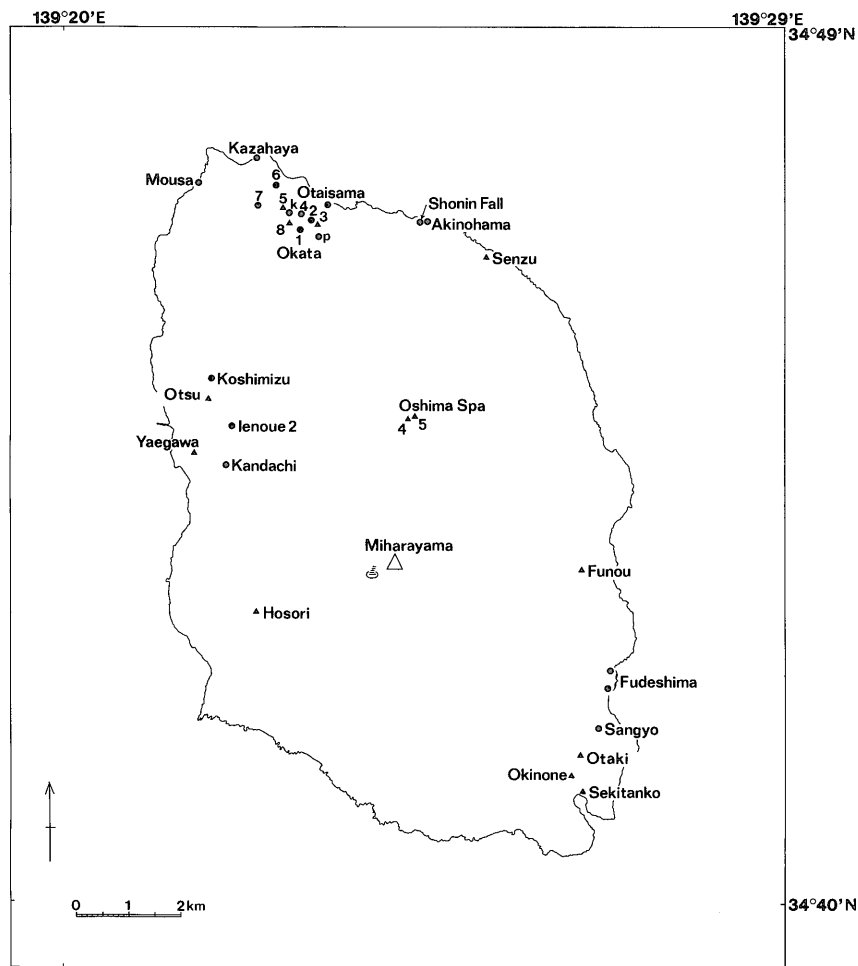 139°20'E
139°29'E
34°49'N
Kazahaya
Mousa
6
Otaisama
7
5
k
4
2
3
8
1
p
Okata
Shonin Fall
Akinohama
Senzu
Koshimizu
Otsu
Ienoue 2
Oshima Spa
4
5
Yaegawa
Kandachi
Miharayama
Funou
Hosori
Fudeshima
Sangyo
Otaki
Okinone
Sekitanko
0 1 2km
34°40'N